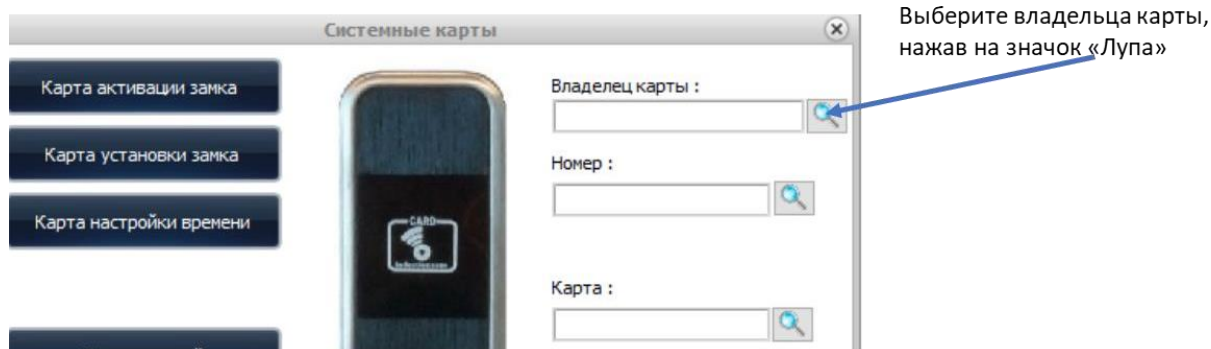 Системные карты
Выберите владельца карты,
нажав на значок «Лупа»
Карта активации замка
Карта установки замка
Карта настройки времени
CARD
Владелец карты :
Номер :
Карта :